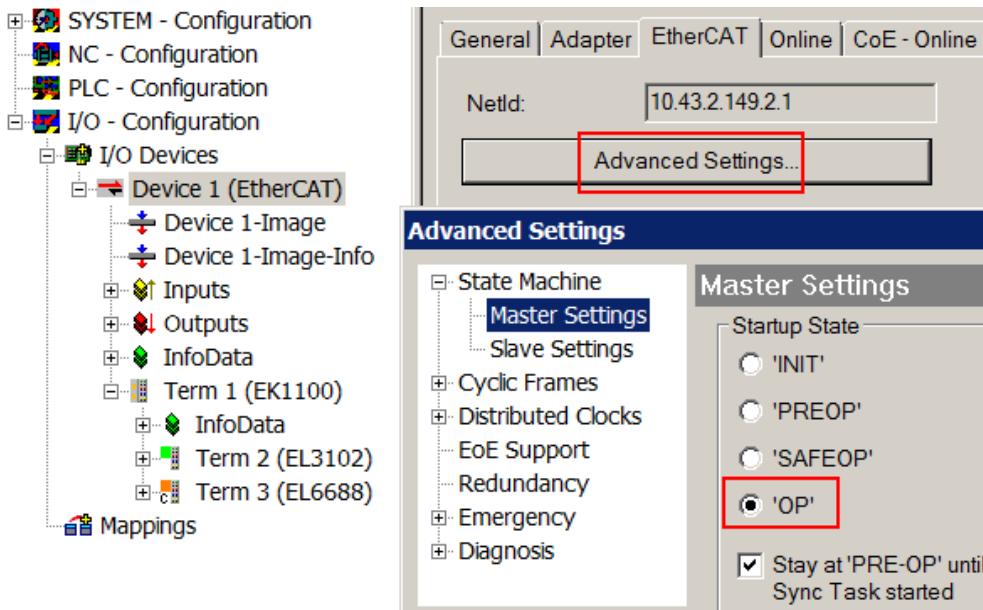 SYSTEM - Configuration
NC - Configuration
PLC - Configuration
I/O - Configuration
I/O Devices
Device 1 (EtherCAT)
Device 1-Image
Device 1-Image-Info
Inputs
Outputs
InfoData
Term 1 (EK1100)
InfoData
Term 2 (EL3102)
Term 3 (EL6688)
Mappings
General Adapter EtherCAT Online CoE - Online
NetId: 10.43.2.149.2.1
Advanced Settings...
Advanced Settings
State Machine
Master Settings
Slave Settings
Cyclic Frames
Distributed Clocks
EoE Support
Redundancy
Emergency
Diagnosis
Master Settings
Startup State
'INIT'
'PREOP'
'SAFEOP'
'OP'
Stay at 'PRE-OP' until
Sync Task started